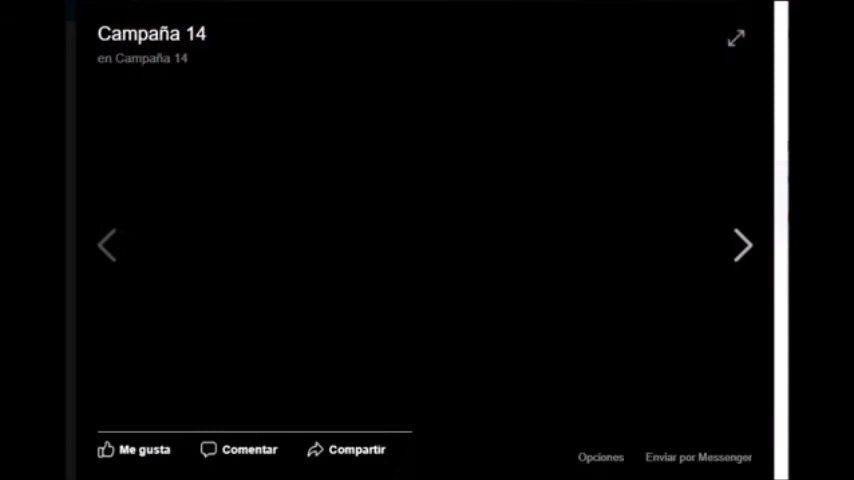 Campaña 14
en Campaña 14
Me gusta
Comentar
Compartir
Opciones
Enviar por Messenger